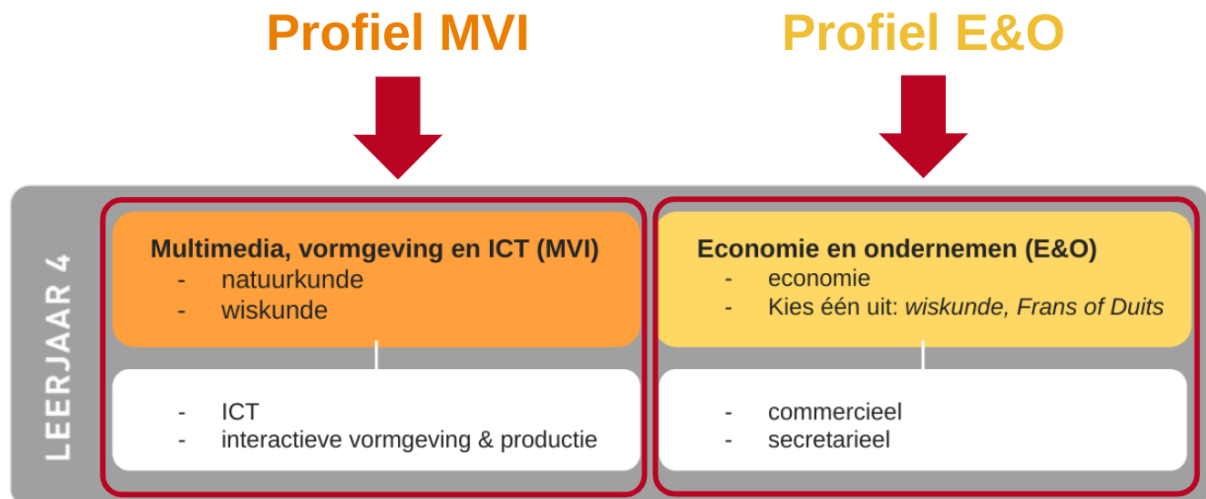 Profiel MVI
Profiel E&O
LEERJAAR 4
Multimedia, vormgeving en ICT (MVI)
- natuurkunde
- wiskunde
- ICT
- interactieve vormgeving & productie
Economie en ondernemen (E&O)
- economie
- Kies één uit: wiskunde, Frans of Duits
- commercieel
- secretarieel